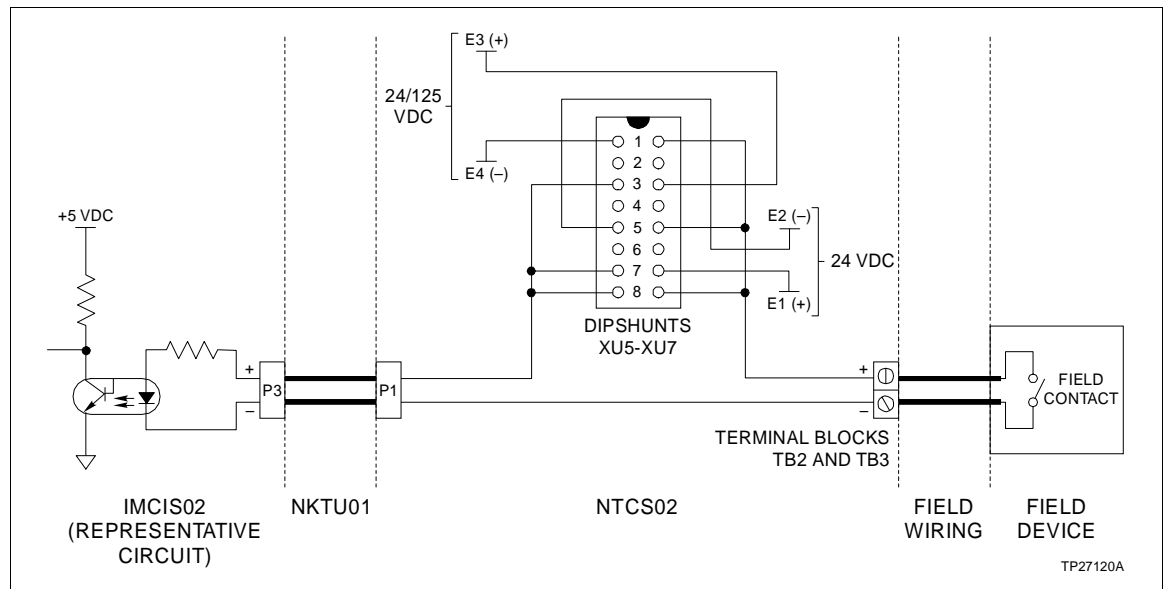 E3 (+)
24/125
VDC
E4 (–)
1
2
3
4
5
6
7
8
E2 (–)
24 VDC
E1 (+)
DIPSHUNTS
XU5-XU7
+5 VDC
+
–
P3
P1
+
–
FIELD
CONTACT
TERMINAL BLOCKS
TB2 AND TB3
IMCIS02
(REPRESENTATIVE
CIRCUIT)
NKTU01
NTCS02
FIELD
WIRING
FIELD
DEVICE
TP27120A